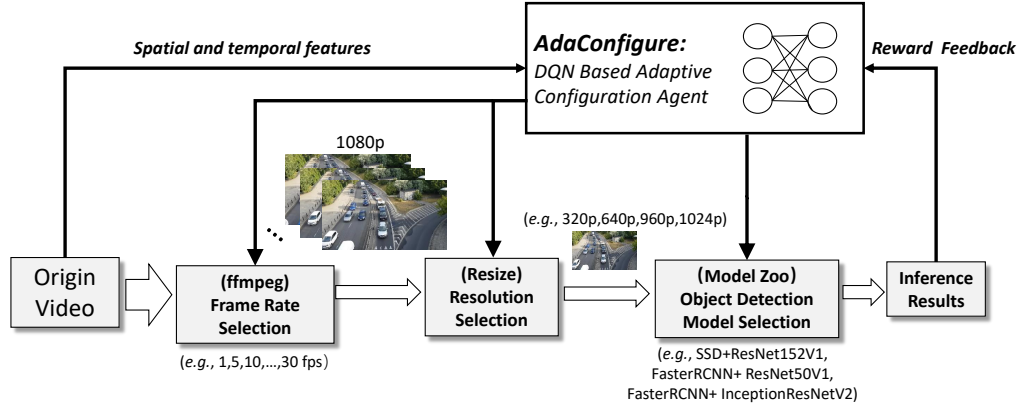 Spatial and temporal features
AdaConfigure:
DQN Based Adaptive
Configuration Agent
Reward Feedback
1080p
(e.g., 320p,640p,960p,1024p)
Origin
Video
(ffmpeg)
Frame Rate
Selection
(e.g., 1,5,10,...,30 fps)
(Resize)
Resolution
Selection
(Model Zoo)
Object Detection
Model Selection
(e.g., SSD+ResNet152V1,
FasterRCNN+ ResNet50V1,
FasterRCNN+ InceptionResNetV2)
Inference
Results